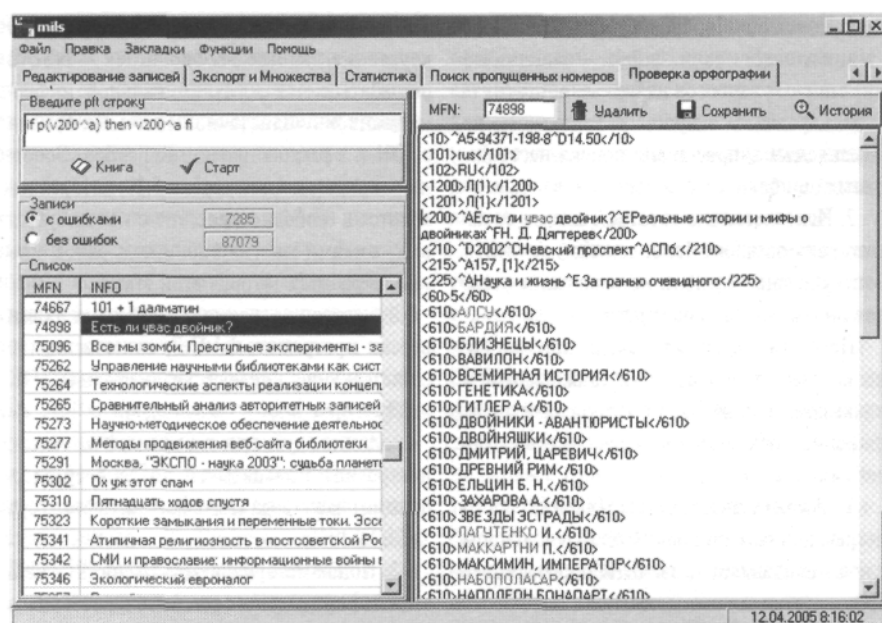 mils
Файл Правка Закладки Функции Помощь
Редактирование записей Экспорт и Множества Статистика Поиск пропущенных номеров Проверка орфографии
Введите pft строку
if p(v200^a) then v200^a fi
Книга Старт
Записи
с ошибками 7285
без ошибок 87079
Список
MFN INFO
74667 101 + 1 далматин
74898 Есть ли увас двойник?
75096 Все мы зомби. Преступные эксперименты - за
75262 Управление научными библиотеками как сист
75264 Технологические аспекты реализации концепц
75265 Сравнительный анализ авторитетных записей
75273 Научно-методическое обеспечение деятельнос
75277 Методы продвижения веб-сайта библиотеки
75291 Москва, "ЭКСПО - наука 2003": судьба планеты
75302 Ох уж этот спам
75310 Пятнадцать ходов спустя
75323 Короткие замыкания и переменные токи. Эссе
75341 Атипичная религиозность в постсоветской Рос
75342 СМИ и православие: информационные войны в
75346 Экологический евроналог
MFN: 74898 Удалить Сохранить История
<10>^A5-94371-198-8^D14.50</10>
<101>rus</101>
<102>RU</102>
<1200>Л[1}</1200>
<1201>Л[1}</1201>
<200>^AЕсть ли увас двойник?^EРеальные истории и мифы о
двойниках^FН. Д. Дягтерев</200>
<210>^D2002^CНевский проспект^AСПб.</210>
<215>^A157, [1]</215>
<225>^AНаука и жизнь^EЗа гранью очевидного</225>
<60>5</60>
<610>АЛСУ</610>
<610>БАРДИЯ</610>
<610>БЛИЗНЕЦЫ</610>
<610>ВАВИЛОН</610>
<610>ВСЕМИРНАЯ ИСТОРИЯ</610>
<610>ГЕНЕТИКА</610>
<610>ГИТЛЕР А.</610>
<610>ДВОЙНИКИ - АВАНТЮРИСТЫ</610>
<610>ДВОЙНЯШКИ</610>
<610>ДМИТРИЙ, ЦАРЕВИЧ</610>
<610>ДРЕВНИЙ РИМ</610>
<610>ЕЛЬЦИН Б. Н.</610>
<610>ЗАХАРОВА А.</610>
<610>ЗВЕЗДЫ ЭСТРАДЫ</610>
<610>ЛАГУТЕНКО И.</610>
<610>МАККАРТНИ П.</610>
<610>МАКСИМИН, ИМПЕРАТОР</610>
<610>НАБОПОЛАСАР</610>
<610>НАПОЛЕОН БОНАПАРТ</610>
12.04.2005 8:16:02